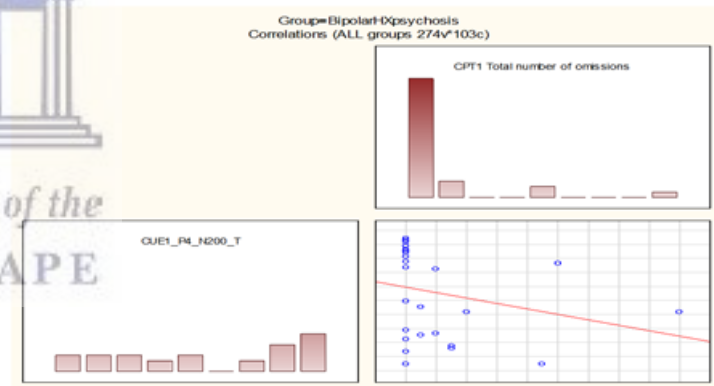 Group=BipolarHXpsychosis
Correlations (ALL groups 274v*103c)
CPT1 Total number of omissions
of the
CUE1_P4_N200_T
APE